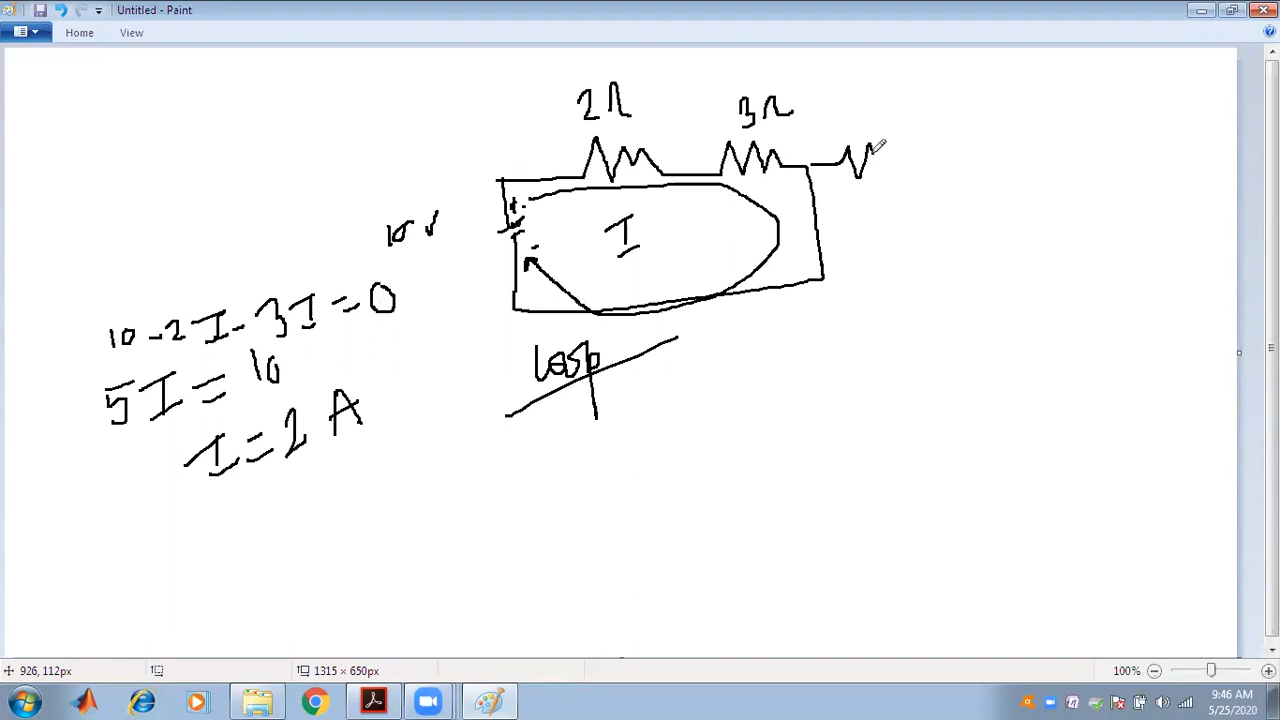 Untitled - Paint
Home View
2Ω 3Ω
10 v
+
I
-
10 - 2I - 3I = 0
5I = 10
I = 2 A
Loop
926, 112px 1315 × 650px 100%
9:46 AM
5/25/2020